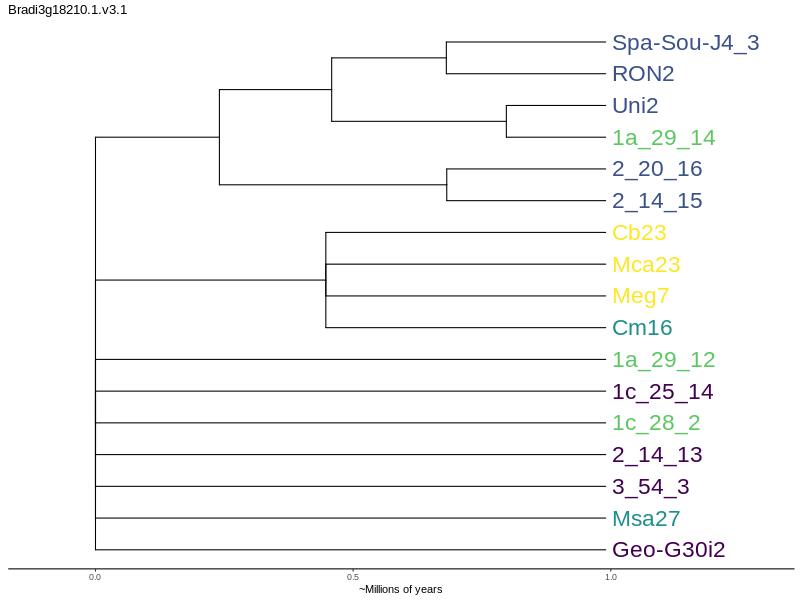 Bradi3g18210.1.v3.1
Spa-Sou-J4_3
RON2
Uni2
1a_29_14
2_20_16
2_14_15
Cb23
Mca23
Meg7
Cm16
1a_29_12
1c_25_14
1c_28_2
2_14_13
3_54_3
Msa27
Geo-G30i2
0.0 0.5 1.0
~Millions of years